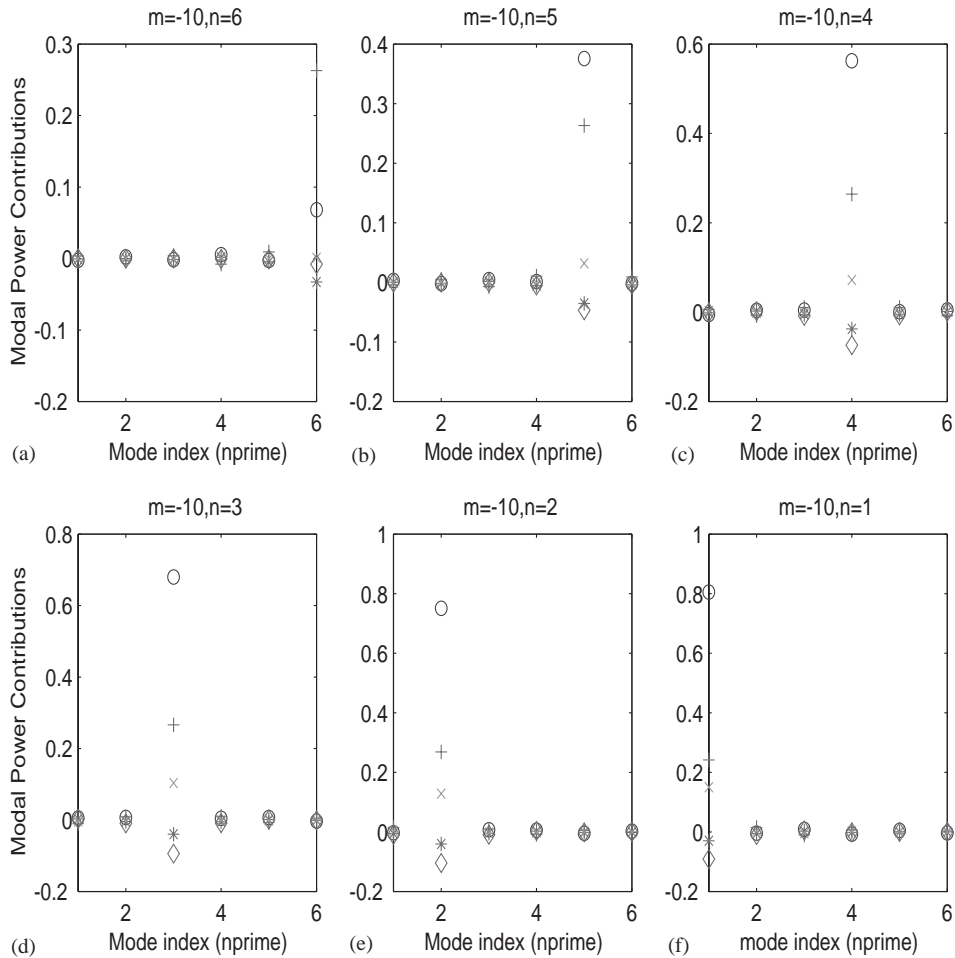 m=-10,n=6
m=-10,n=5
m=-10,n=4
Modal Power Contributions
0.3
0.2
0.1
0
-0.1
-0.2
2
4
6
(a)
Mode index (nprime)
0.4
0.3
0.2
0.1
0
-0.1
-0.2
2
4
6
(b)
Mode index (nprime)
0.6
0.4
0.2
0
-0.2
2
4
6
(c)
Mode index (nprime)
m=-10,n=3
m=-10,n=2
m=-10,n=1
Modal Power Contributions
0.8
0.6
0.4
0.2
0
-0.2
2
4
6
(d)
Mode index (nprime)
1
0.8
0.6
0.4
0.2
0
-0.2
2
4
6
(e)
Mode index (nprime)
1
0.8
0.6
0.4
0.2
0
-0.2
2
4
6
(f)
mode index (nprime)